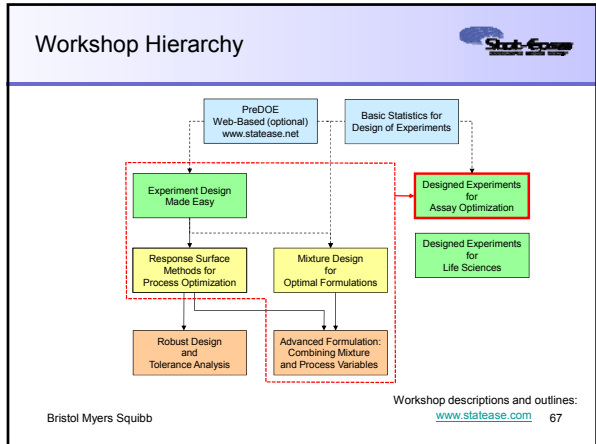 Workshop Hierarchy
Stat-Ease
PreDOE
Web-Based (optional)
www.statease.net
Basic Statistics for
Design of Experiments
Experiment Design
Made Easy
Designed Experiments
for
Assay Optimization
Response Surface
Methods for
Process Optimization
Mixture Design
for
Optimal Formulations
Designed Experiments
for
Life Sciences
Robust Design
and
Tolerance Analysis
Advanced Formulation:
Combining Mixture
and Process Variables
Workshop descriptions and outlines:
Bristol Myers Squibb
www.statease.com 67